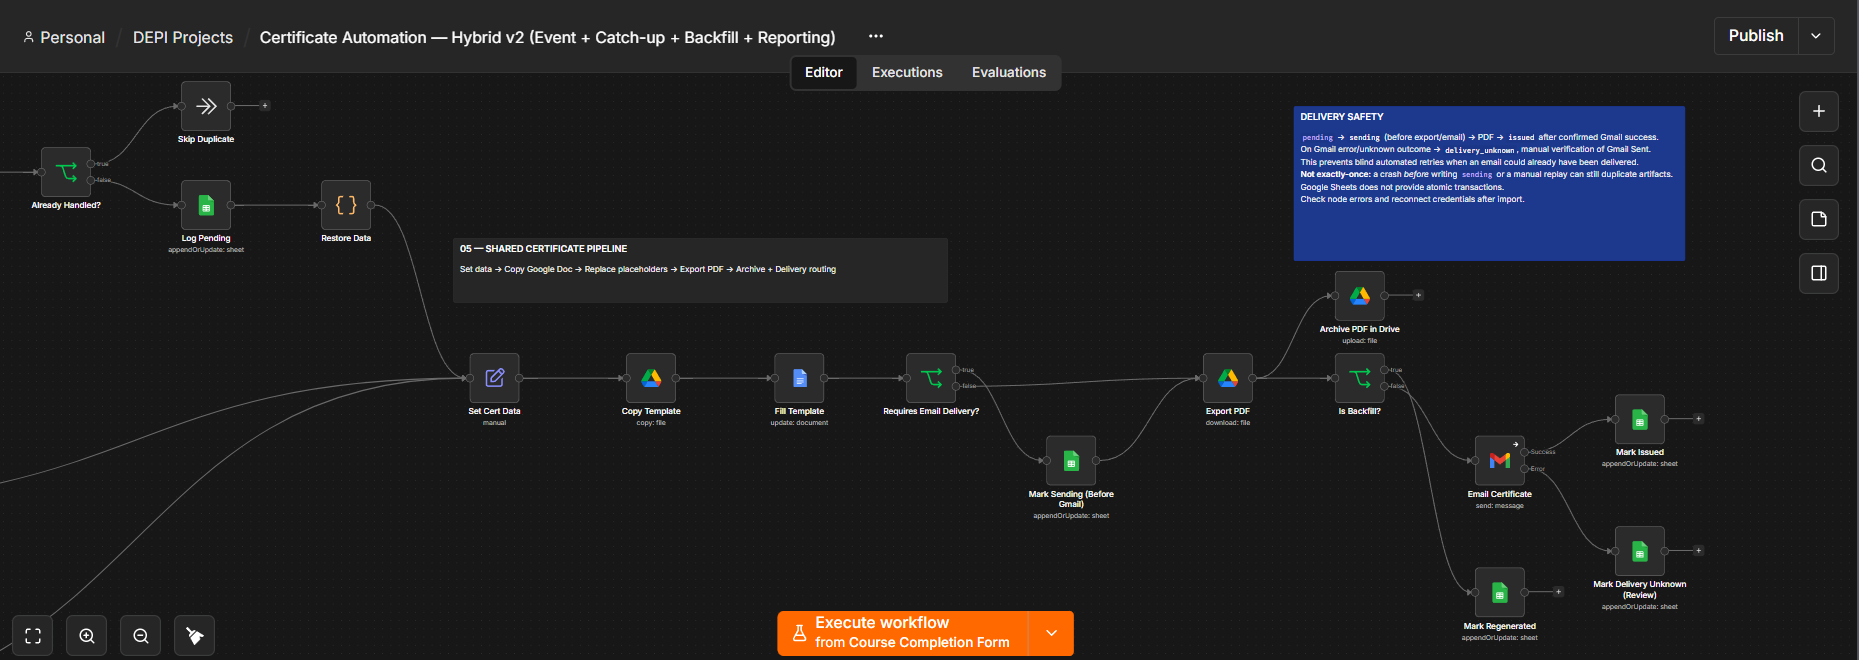 Personal / DEPI Projects / Certificate Automation — Hybrid v2 (Event + Catch-up + Backfill + Reporting)
Publish
Editor
Executions
Evaluations
Skip Duplicate
Already Handled?
true
false
Log Pending
appendOrUpdate: sheet
Restore Data
05 — SHARED CERTIFICATE PIPELINE
Set data → Copy Google Doc → Replace placeholders → Export PDF → Archive + Delivery routing
DELIVERY SAFETY
pending → sending (before export/email) → PDF → issued after confirmed Gmail success.
On Gmail error/unknown outcome → delivery_unknown, manual verification of Gmail Sent.
This prevents blind automated retries when an email could already have been delivered.
Not exactly-once: a crash before writing sending or a manual replay can still duplicate artifacts.
Google Sheets does not provide atomic transactions.
Check node errors and reconnect credentials after import.
Archive PDF in Drive
upload: file
Set Cert Data
manual
Copy Template
copy: file
Fill Template
update: document
Requires Email Delivery?
true
false
Mark Sending (Before
Gmail)
appendOrUpdate: sheet
Export PDF
download: file
Is Backfill?
true
false
Email Certificate
send: message
Success
Error
Mark Issued
appendOrUpdate: sheet
Mark Delivery Unknown
(Review)
appendOrUpdate: sheet
Mark Regenerated
appendOrUpdate: sheet
Execute workflow
from Course Completion Form